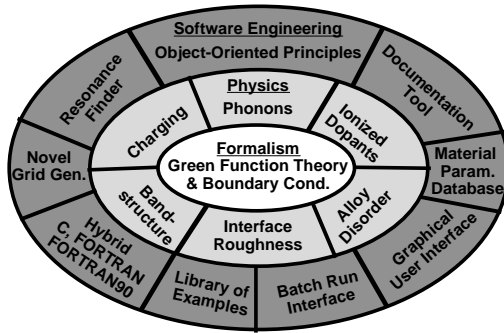 Software Engineering
Object-Oriented Principles
Documentation
Tool
Material
Param.
Database
Graphical
User Interface
Batch Run
Interface
Library of
Examples
Hybrid
C, FORTRAN
FORTRAN90
Novel
Grid Gen.
Resonance
Finder
Physics
Phonons
Ionized
Dopants
Alloy
Disorder
Interface
Roughness
Band-
structure
Charging
Formalism
Green Function Theory
& Boundary Cond.